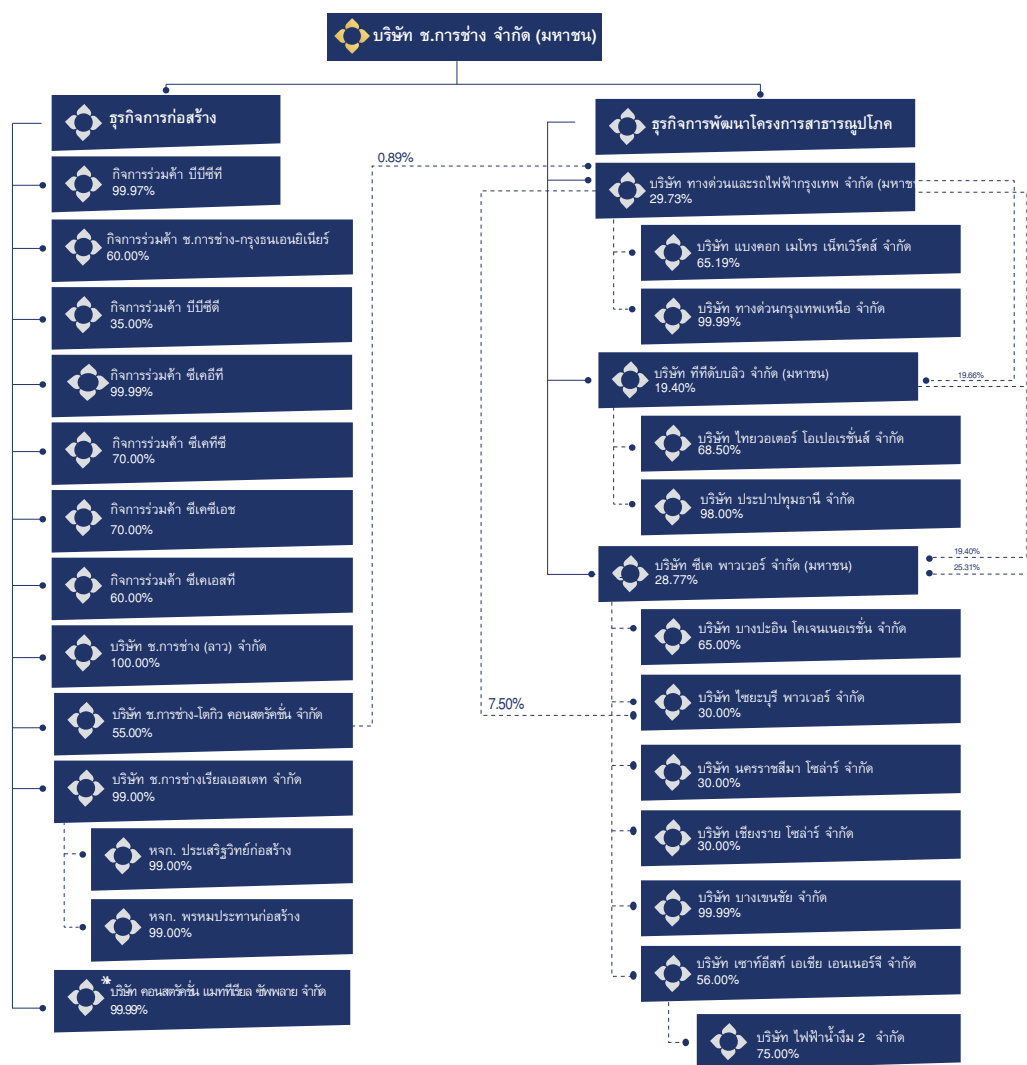 บริษัท ช.การช่าง จำกัด (มหาชน)
ธุรกิจการก่อสร้าง
กิจการร่วมค้า บีบีซีที
99.97%
กิจการร่วมค้า ช.การช่าง-กรุงธนเอนยิเนียร์
60.00%
กิจการร่วมค้า บีบีซีดี
35.00%
กิจการร่วมค้า ซีเคอีที
99.99%
กิจการร่วมค้า ซีเคทีซี
70.00%
กิจการร่วมค้า ซีเคซีเอช
70.00%
กิจการร่วมค้า ซีเคเอสที
60.00%
บริษัท ช.การช่าง (ลาว) จำกัด
100.00%
บริษัท ช.การช่าง-โตกิว คอนสตรัคชั่น จำกัด
55.00%
บริษัท ช.การช่างเรียลเอสเตท จำกัด
99.00%
หจก. ประเสริฐวิทย์ก่อสร้าง
99.00%
หจก. พรหมประทานก่อสร้าง
99.00%
*
บริษัท คอนสตรัคชั่น แมททีเรียล ซัพพลาย จำกัด
99.99%
0.89%
7.50%
ธุรกิจการพัฒนาโครงการสาธารณูปโภค
บริษัท ทางด่วนและรถไฟฟ้ากรุงเทพ จำกัด (มหาช
29.73%
บริษัท แบงคอก เมโทร เน็ทเวิร์คส์ จำกัด
65.19%
บริษัท ทางด่วนกรุงเทพเหนือ จำกัด
99.99%
บริษัท ทีทีดับบลิว จำกัด (มหาชน)
19.40%
19.66%
บริษัท ไทยวอเตอร์ โอเปอเรชั่นส์ จำกัด
68.50%
บริษัท ประปาปทุมธานี จำกัด
98.00%
บริษัท ซีเค พาวเวอร์ จำกัด (มหาชน)
28.77%
19.40%
25.31%
บริษัท บางปะอิน โคเจนเนอเรชั่น จำกัด
65.00%
บริษัท ไซยะบุรี พาวเวอร์ จำกัด
30.00%
บริษัท นครราชสีมา โซล่าร์ จำกัด
30.00%
บริษัท เชียงราย โซล่าร์ จำกัด
30.00%
บริษัท บางเขนชัย จำกัด
99.99%
บริษัท เซาท์อีสท์ เอเชีย เอนเนอร์จี จำกัด
56.00%
บริษัท ไฟฟ้าน้ำงึม 2 จำกัด
75.00%